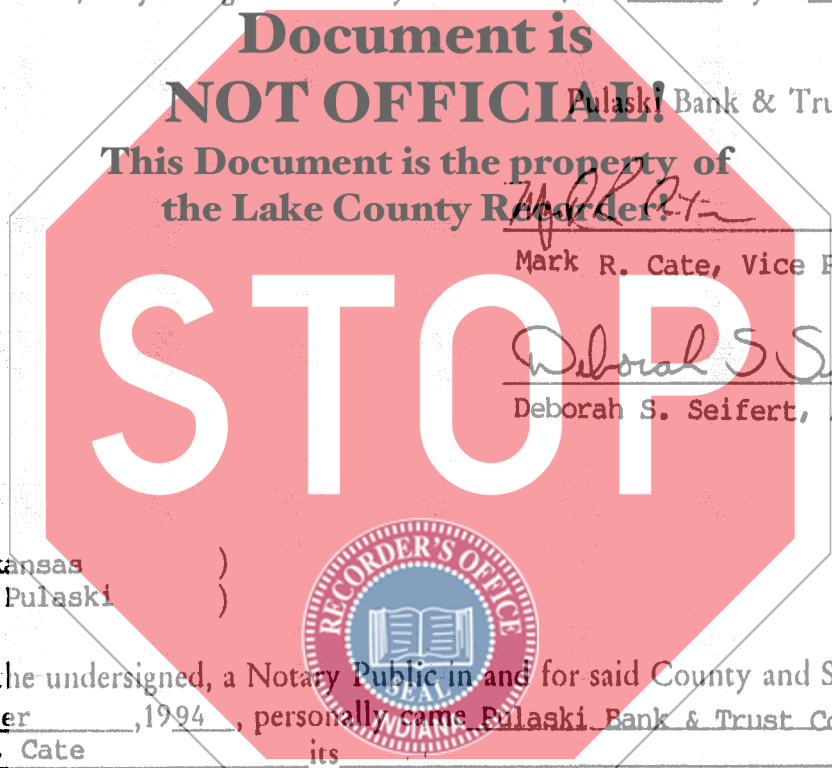 Document is
NOT OFFICIAL!
Pulaski Bank & Tru
This Document is the property of
the Lake County Recorder!
Mark R. Cate, Vice P
STOP
Deborah S. Seifert,
kansas )
Pulaski )
RECORDER'S OFFICE
SEAL
INDIANA
the undersigned, a Notary Public in and for said County and S
er ,1994 , personally came Pulaski Bank & Trust Co
. Cate its